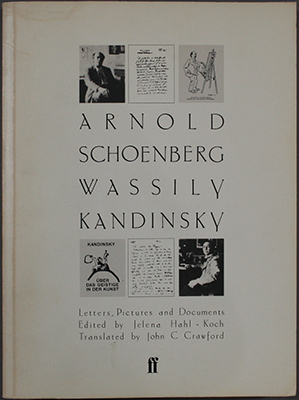 ARNOLD
SCHOENBERG
WASSILY
KANDINSKY
KANDINSKY
ÜBER
DAS GEISTIGE
IN DER KUNST
Letters, Pictures and Documents
Edited by Jelena Hahl - Koch
Translated by John C. Crawford
ff